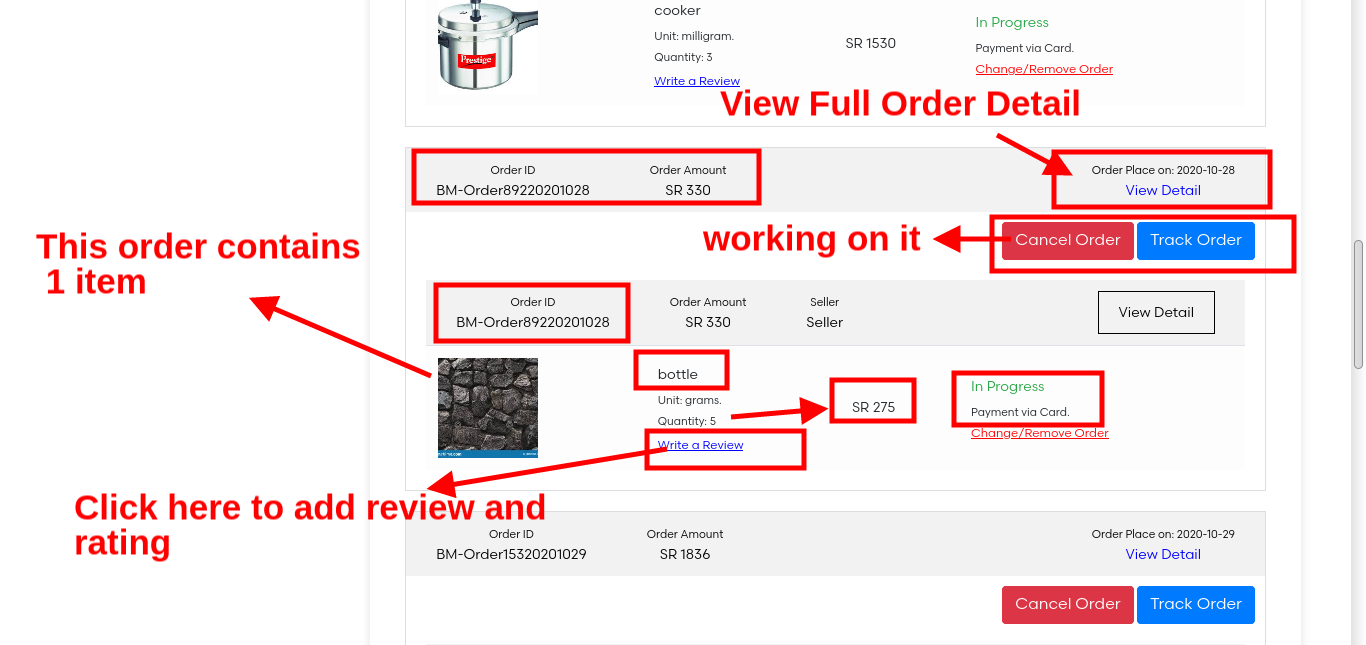 cooker
Unit: milligram.
Quantity: 3
Write a Review
SR 1530
In Progress
Payment via Card.
Change/Remove Order
Prestige
View Full Order Detail
Order ID
BM-Order89220201028
Order Amount
SR 330
Order Place on: 2020-10-28
View Detail
working on it
Cancel Order
Track Order
This order contains
1 item
Order ID
BM-Order89220201028
Order Amount
SR 330
Seller
Seller
View Detail
bottle
Unit: grams.
Quantity: 5
Write a Review
SR 275
In Progress
Payment via Card.
Change/Remove Order
Click here to add review and
rating
Order ID
BM-Order15320201029
Order Amount
SR 1836
Order Place on: 2020-10-29
View Detail
Cancel Order
Track Order